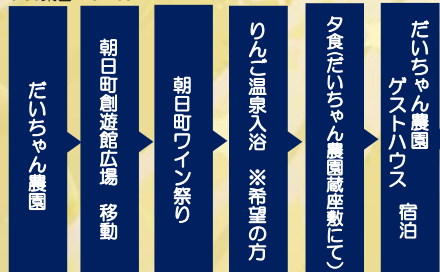 だいちゃん農園
朝日町創遊館広場　移動
朝日町ワイン祭り
りんご温泉入浴　※希望の方
夕食(だいちゃん農園蔵座敷にて)
だいちゃん農園
ゲストハウス　宿泊